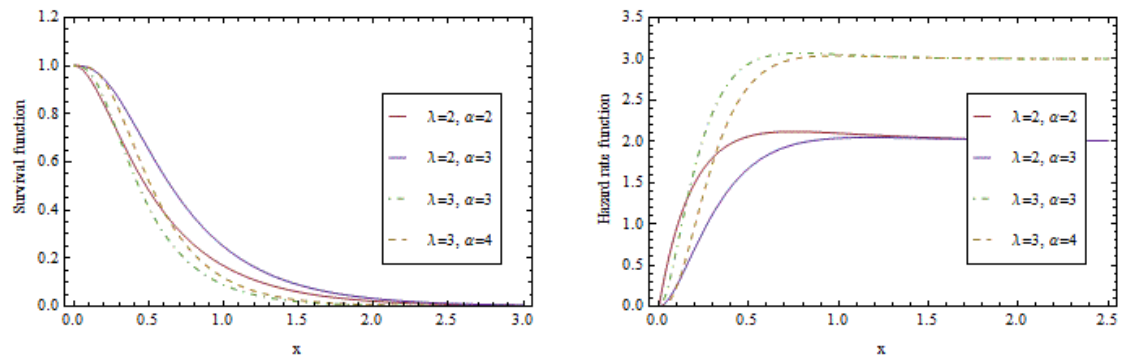 1.2
1.0
0.8
0.6
0.4
0.2
0.0
Survival function
λ=2, α=2
λ=2, α=3
λ=3, α=3
λ=3, α=4
0.0 0.5 1.0 1.5 2.0 2.5 3.0
x
3.5
3.0
2.5
2.0
1.5
1.0
0.5
0.0
Hazard rate function
λ=2, α=2
λ=2, α=3
λ=3, α=3
λ=3, α=4
0.0 0.5 1.0 1.5 2.0 2.5
x